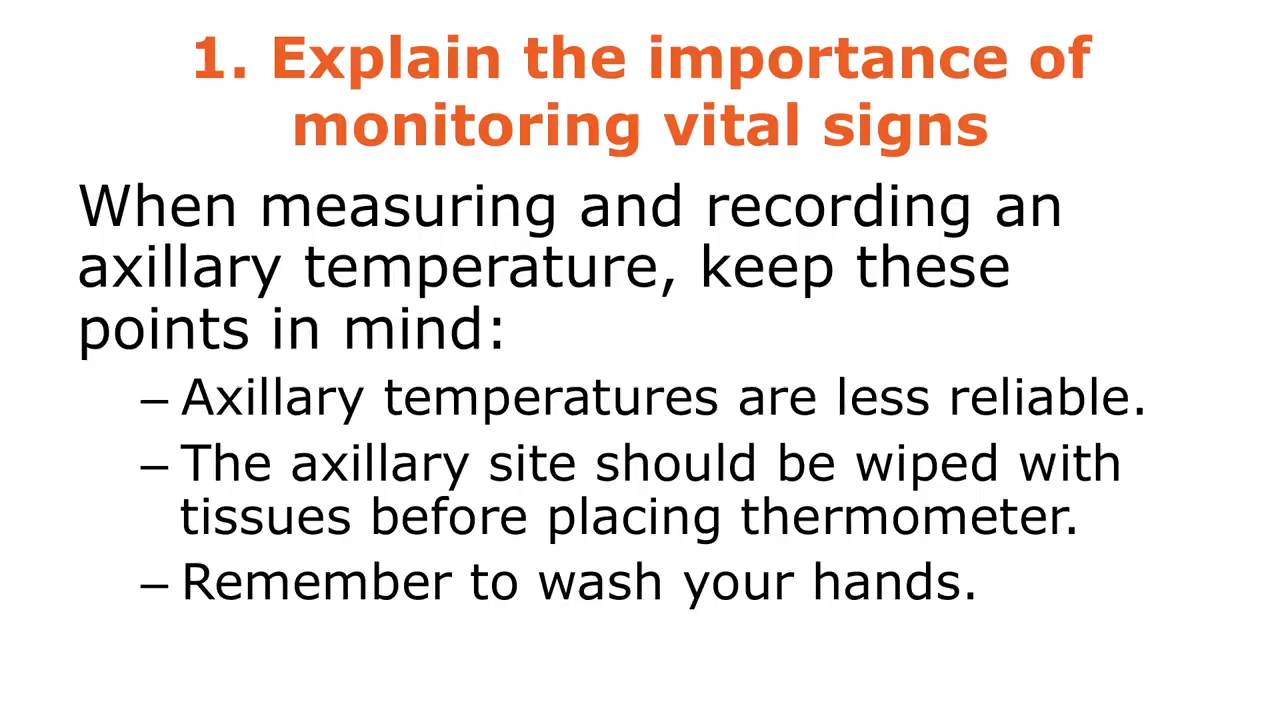 1. Explain the importance of
monitoring vital signs
When measuring and recording an
axillary temperature, keep these
points in mind:
– Axillary temperatures are less reliable.
– The axillary site should be wiped with
tissues before placing thermometer.
– Remember to wash your hands.